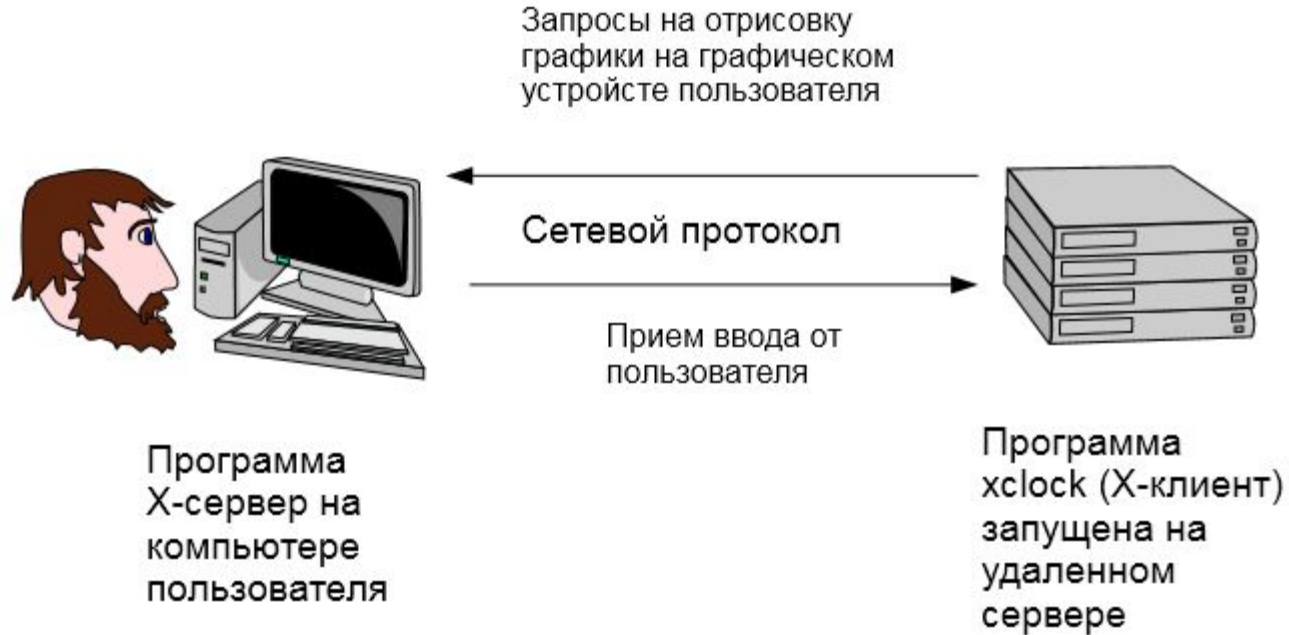 Запросы на отрисовку
графики на графическом
устройсте пользователя
Сетевой протокол
Прием ввода от
пользователя
Программа
X-сервер на
компьютере
пользователя
Программа
xclock (X-клиент)
запущена на
удаленном
сервере